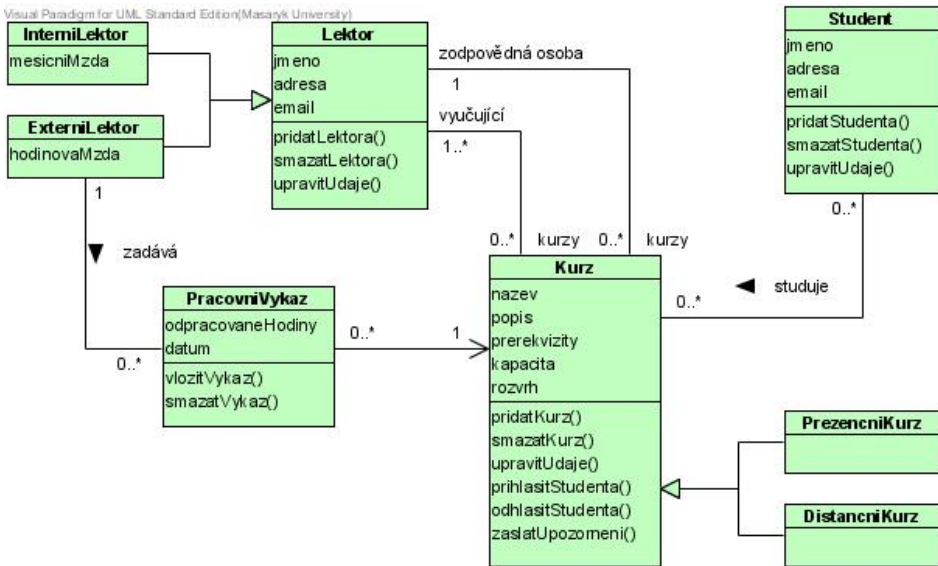 Visual Paradigm for UML Standard Edition(Masaryk University)
InterniLektor
mesicniMzda
ExterniLektor
hodinovaMzda
Lektor
jmeno
adresa
email
pridatLektora()
smazatLektora()
upravitUdaje()
zodpovědná osoba
1
vyučující
1..*
Student
jmeno
adresa
email
pridatStudenta()
smazatStudenta()
upravitUdaje()
0..*
1
zadává
0..*
PracovniVykaz
odpracovaneHodiny
datum
vlozitVykaz()
smazatVykaz()
0..*
1
0..* kurzy
0..* kurzy
Kurz
nazev
popis
prerekvizity
kapacita
rozvrh
pridatKurz()
smazatKurz()
upravitUdaje()
prihlasitStudenta()
odhlasitStudenta()
zaslatUpozorneni()
studuje
0..*
PrezencniKurz
DistancniKurz